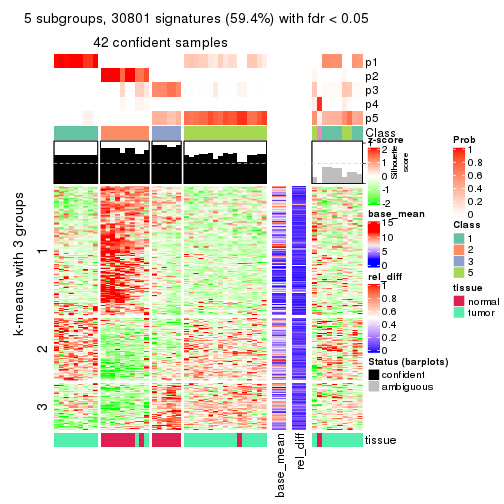 5 subgroups, 30801 signatures (59.4%) with fdr < 0.05
42 confident samples
p1
p2
p3
p4
p5
Class
z-score
2
1
0
-1
-2
Silhouette
score
base_mean
15
10
5
0
rel_diff
1
0.8
0.6
0.4
0.2
0
Status (barplots)
confident
ambiguous
Prob
1
0.8
0.6
0.4
0.2
0
Class
1
2
3
5
tissue
normal
tumor
k-means with 3 groups
1
2
3
tissue
base_mean
rel_diff